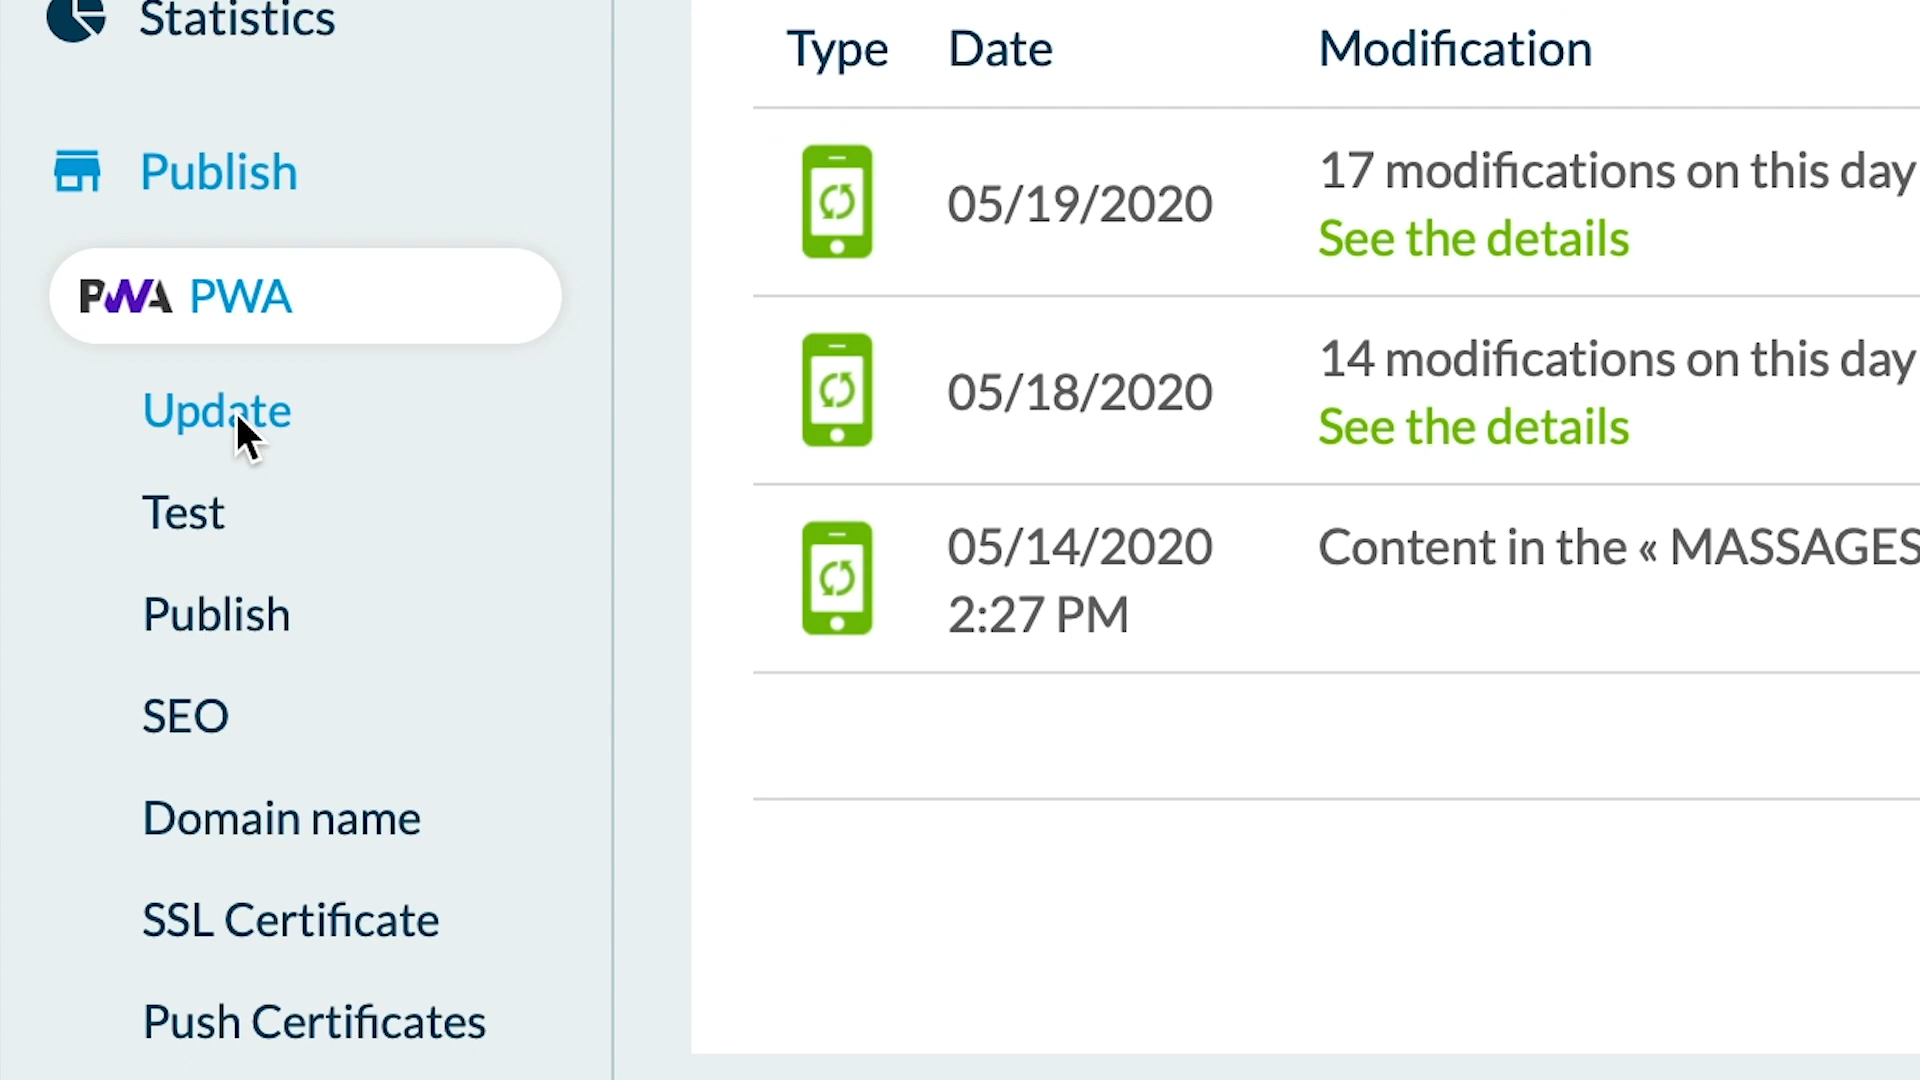 Statistics
Publish
PWA PWA
Update
Test
Publish
SEO
Domain name
SSL Certificate
Push Certificates
Type Date Modification
05/19/2020 17 modifications on this day
See the details
05/18/2020 14 modifications on this day
See the details
05/14/2020 Content in the « MASSAGES
2:27 PM